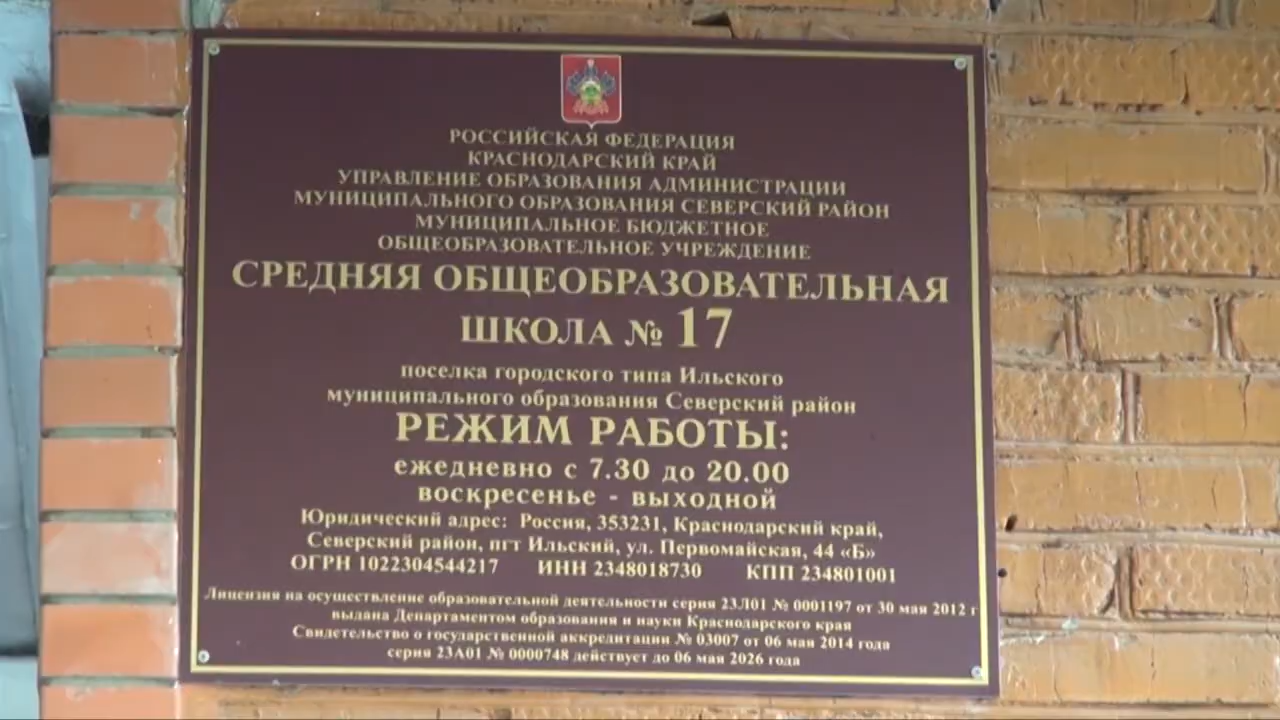 РОССИЙСКАЯ ФЕДЕРАЦИЯ
КРАСНОДАРСКИЙ КРАЙ
УПРАВЛЕНИЕ ОБРАЗОВАНИЯ АДМИНИСТРАЦИИ
МУНИЦИПАЛЬНОГО ОБРАЗОВАНИЯ СЕВЕРСКИЙ РАЙОН
МУНИЦИПАЛЬНОЕ БЮДЖЕТНОЕ
ОБЩЕОБРАЗОВАТЕЛЬНОЕ УЧРЕЖДЕНИЕ
СРЕДНЯЯ ОБЩЕОБРАЗОВАТЕЛЬНАЯ
ШКОЛА № 17
поселка городского типа Ильского
муниципального образования Северский район
РЕЖИМ РАБОТЫ:
ежедневно с 7.30 до 20.00
воскресенье - выходной
Юридический адрес: Россия, 353231, Краснодарский край,
Северский район, пгт Ильский, ул. Первомайская, 44 «Б»
ОГРН 1022304544217 ИНН 2348018730 КПП 234801001
Лицензия на осуществление образовательной деятельности серия 23Л01 № 0001197 от 30 мая 2012 г
выдана Департаментом образования и науки Краснодарского края
Свидетельство о государственной аккредитации № 03007 от 06 мая 2014 года
серия 23А01 № 0000748 действует до 06 мая 2026 года